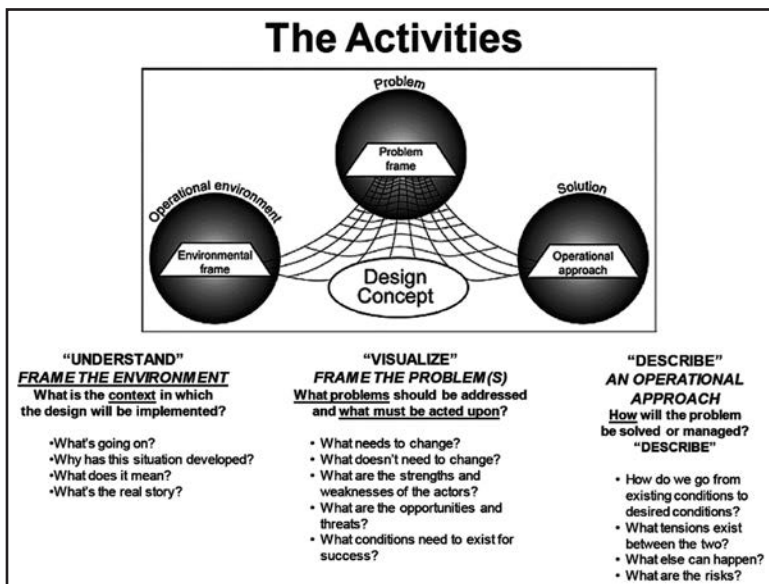 The Activities
Problem
Problem
frame
Operational environment
Environmental
frame
Solution
Operational
approach
Design
Concept
“UNDERSTAND”
FRAME THE ENVIRONMENT
What is the context in which
the design will be implemented?
•What's going on?
•Why has this situation developed?
•What does it mean?
•What's the real story?
“VISUALIZE”
FRAME THE PROBLEM(S)
What problems should be addressed
and what must be acted upon?
• What needs to change?
• What doesn't need to change?
• What are the strengths and
weaknesses of the actors?
• What are the opportunities and
threats?
• What conditions need to exist for
success?
“DESCRIBE”
AN OPERATIONAL
APPROACH
How will the problem
be solved or managed?
“DESCRIBE”
• How do we go from
existing conditions to
desired conditions?
• What tensions exist
between the two?
• What else can happen?
• What are the risks?